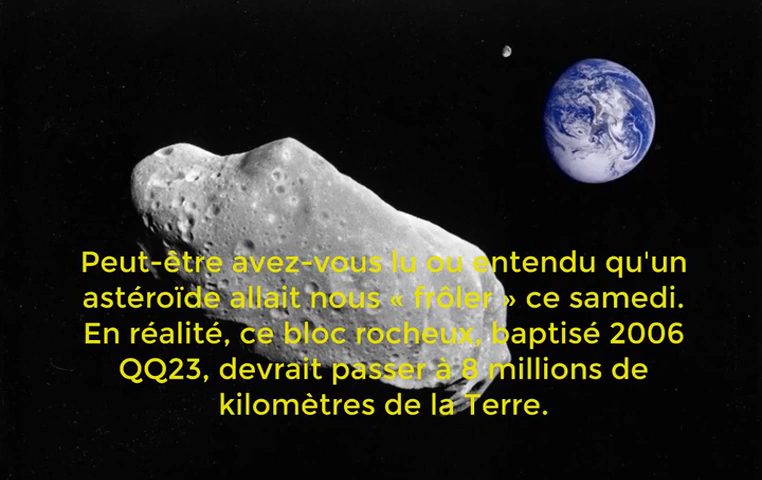 Peut-être avez-vous lu ou entendu qu'un
astéroïde allait nous « frôler » ce samedi.
En réalité, ce bloc rocheux, baptisé 2006
QQ23, devrait passer à 8 millions de
kilomètres de la Terre.